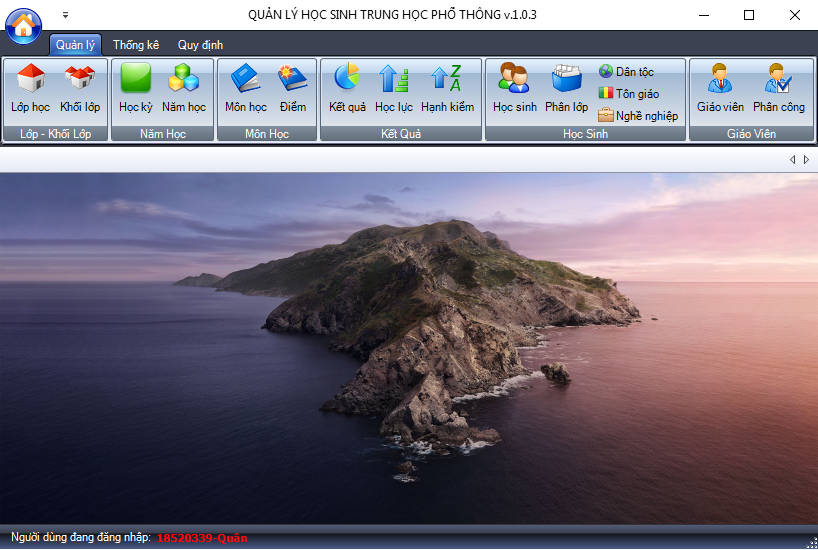 QUẢN LÝ HỌC SINH TRUNG HỌC PHỔ THÔNG v.1.0.3
Quản lý Thống kê Quy định
Lớp học Khối lớp Học kỳ Năm học Môn học Điểm Kết quả Học lực Hạnh kiểm Học sinh Phân lớp Dân tộc Tôn giáo Nghề nghiệp Giáo viên Phân công
Lớp - Khối Lớp Năm Học Môn Học Kết Quả Học Sinh Giáo Viên
Người dùng đang đăng nhập: 18520339-Quân